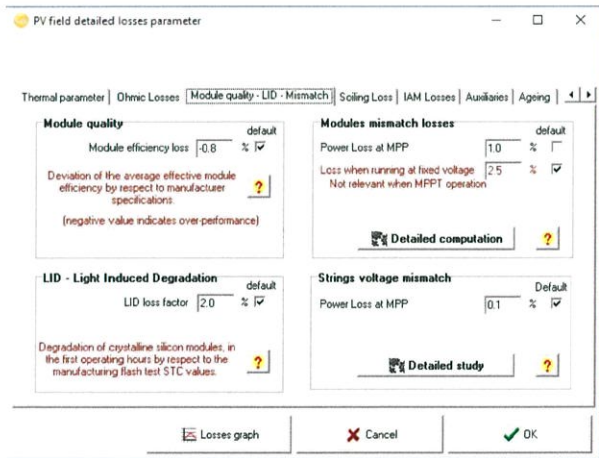 PV field detailed losses parameter
Thermal parameter | Ohmic Losses | Module quality - LID - Mismatch | Soiling Loss | IAM Losses | Auxiliaries | Ageing
Module quality
default
Module efficiency loss -0.8 %
Deviation of the average effective module
efficiency by respect to manufacturer
specifications.
(negative value indicates over-performance)
?
Modules mismatch losses
default
Power Loss at MPP 1.0 %
Loss when running at fixed voltage 2.5 %
Not relevant when MPPT operation
Detailed computation
?
LID - Light Induced Degradation
default
LID loss factor 2.0 %
Degradation of crystalline silicon modules, in
the first operating hours by respect to the
manufacturing flash test STC values.
?
Strings voltage mismatch
Default
Power Loss at MPP 0.1 %
Detailed study
?
Losses graph
Cancel
OK